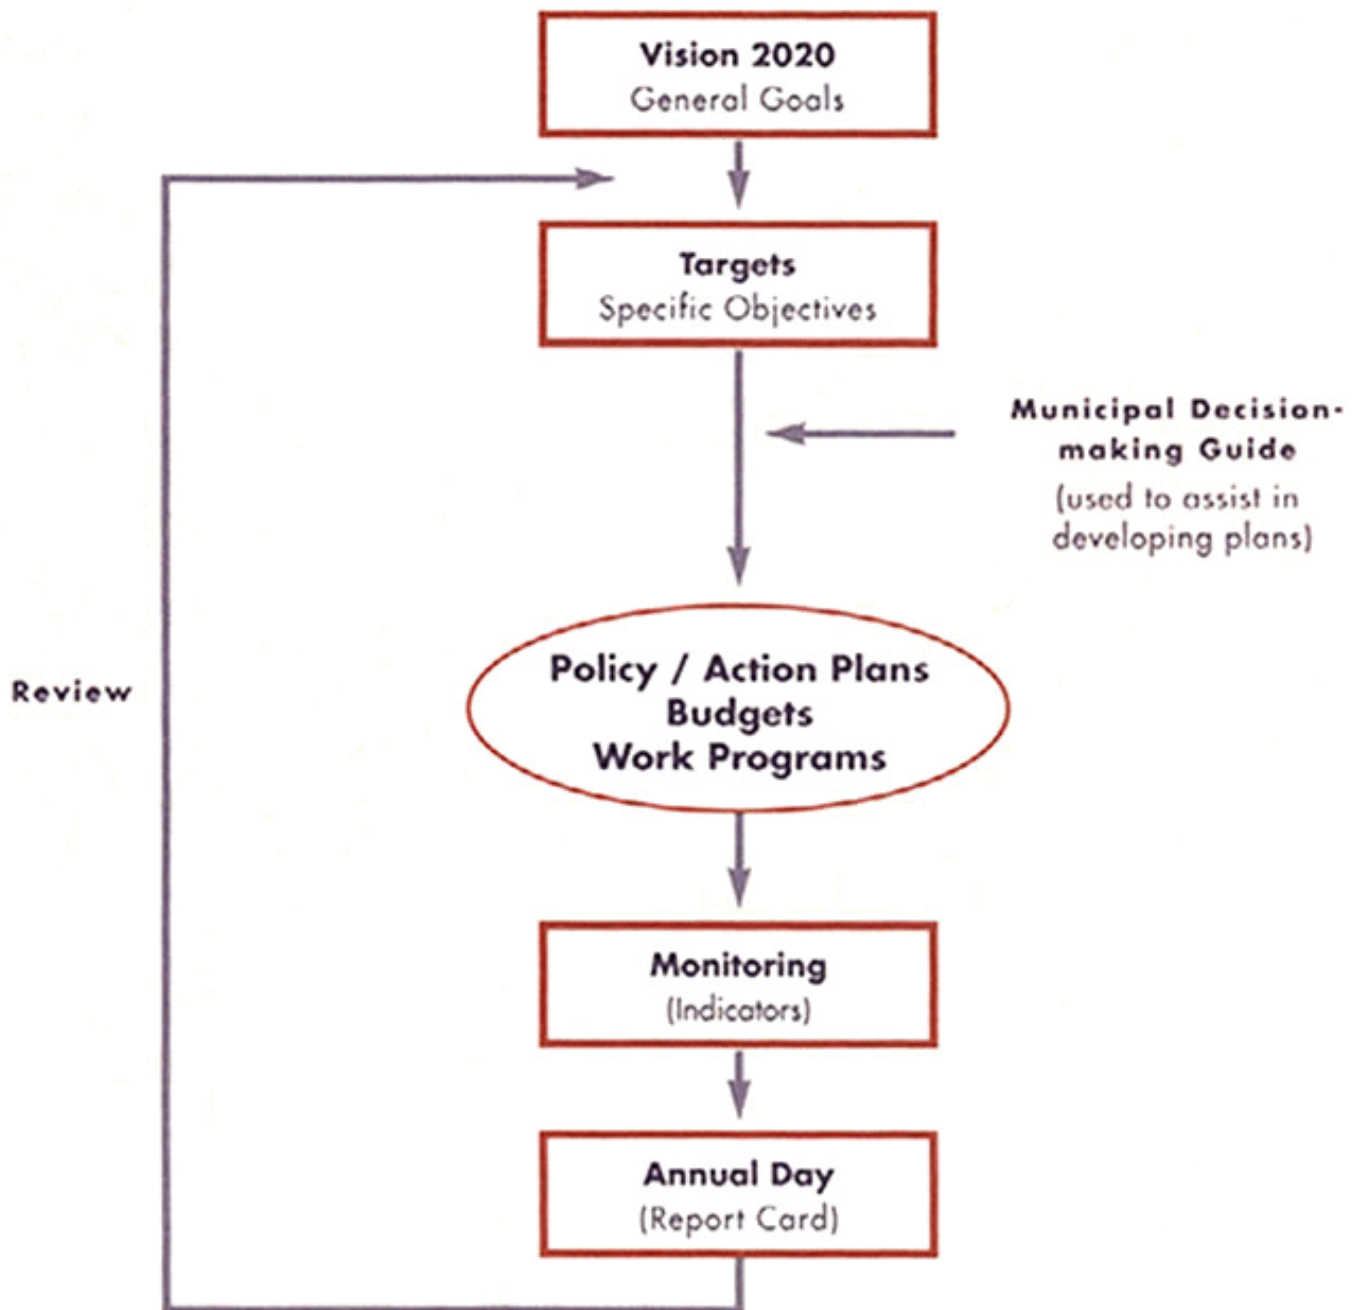 Vision 2020
General Goals
Targets
Specific Objectives
Municipal Decision-
making Guide
(used to assist in
developing plans)
Review
Policy / Action Plans
Budgets
Work Programs
Monitoring
(Indicators)
Annual Day
(Report Card)